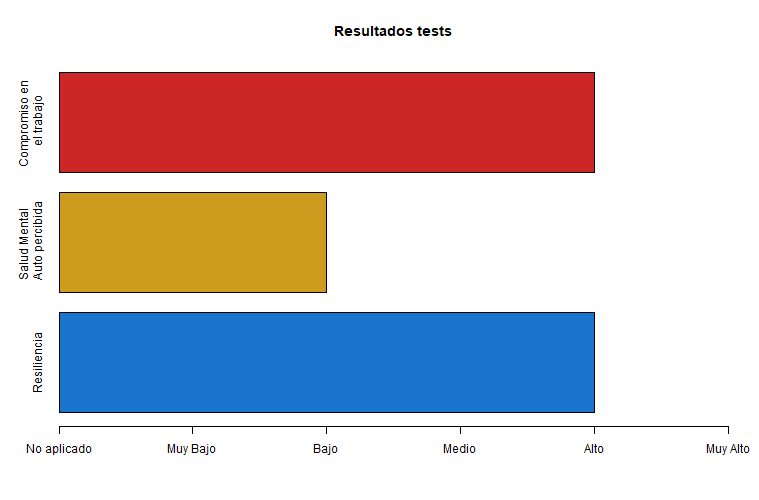 Resultados tests
Compromiso en
el trabajo
Salud Mental
Auto percibida
Resiliencia
No aplicado
Muy Bajo
Bajo
Medio
Alto
Muy Alto